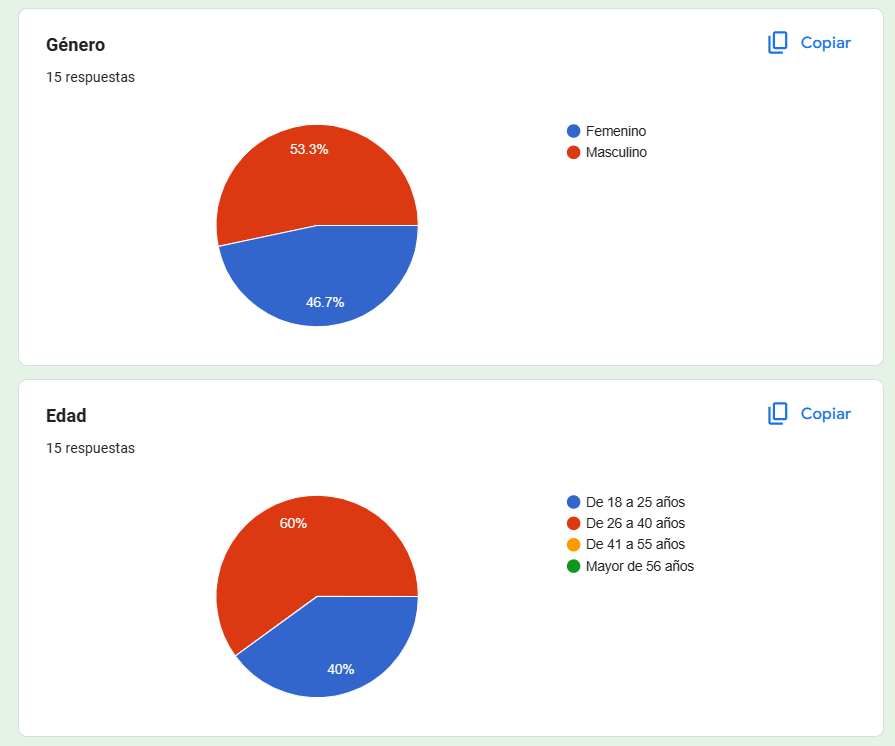 Género
Copiar
15 respuestas
53.3%
46.7%
Femenino
Masculino
Edad
Copiar
15 respuestas
60%
40%
De 18 a 25 años
De 26 a 40 años
De 41 a 55 años
Mayor de 56 años